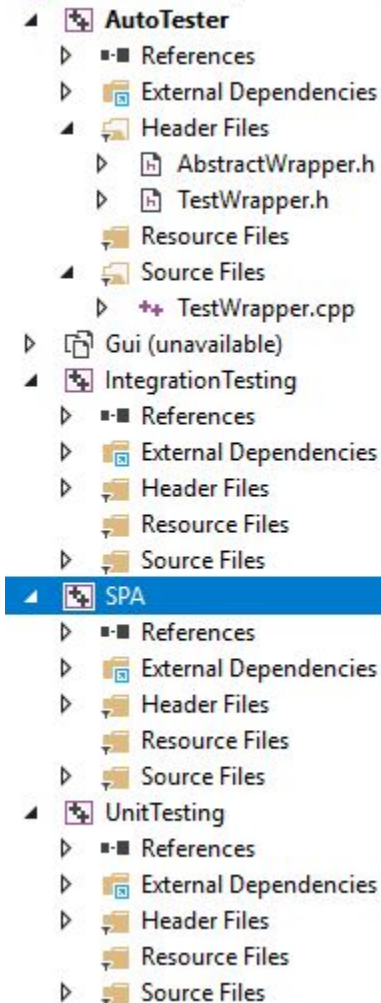 AutoTester
References
External Dependencies
Header Files
AbstractWrapper.h
TestWrapper.h
Resource Files
Source Files
TestWrapper.cpp
Gui (unavailable)
IntegrationTesting
References
External Dependencies
Header Files
Resource Files
Source Files
SPA
References
External Dependencies
Header Files
Resource Files
Source Files
UnitTesting
References
External Dependencies
Header Files
Resource Files
Source Files